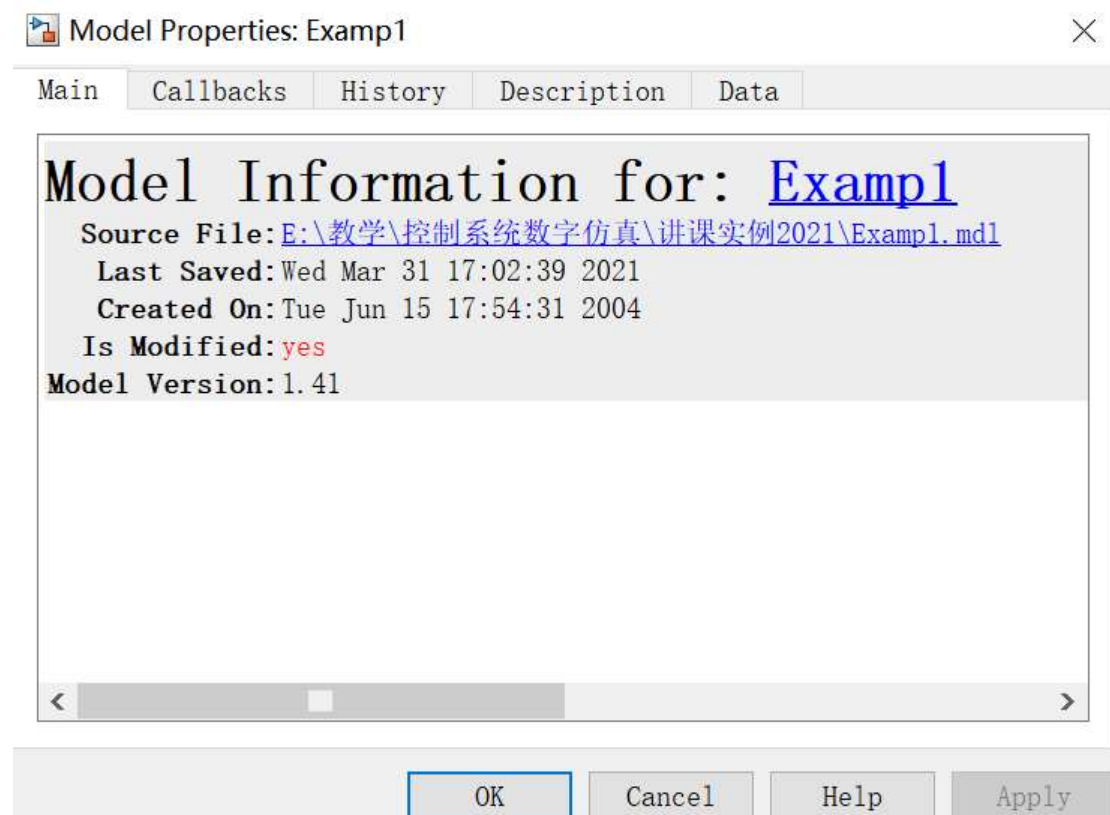 Model Properties: Examp1
Main Callbacks History Description Data
Model Information for: Examp1
Source File: E:\教学\控制系统数字仿真\讲课实例2021\Examp1.mdl
Last Saved: Wed Mar 31 17:02:39 2021
Created On: Tue Jun 15 17:54:31 2004
Is Modified: yes
Model Version: 1.41
OK Cancel Help Apply